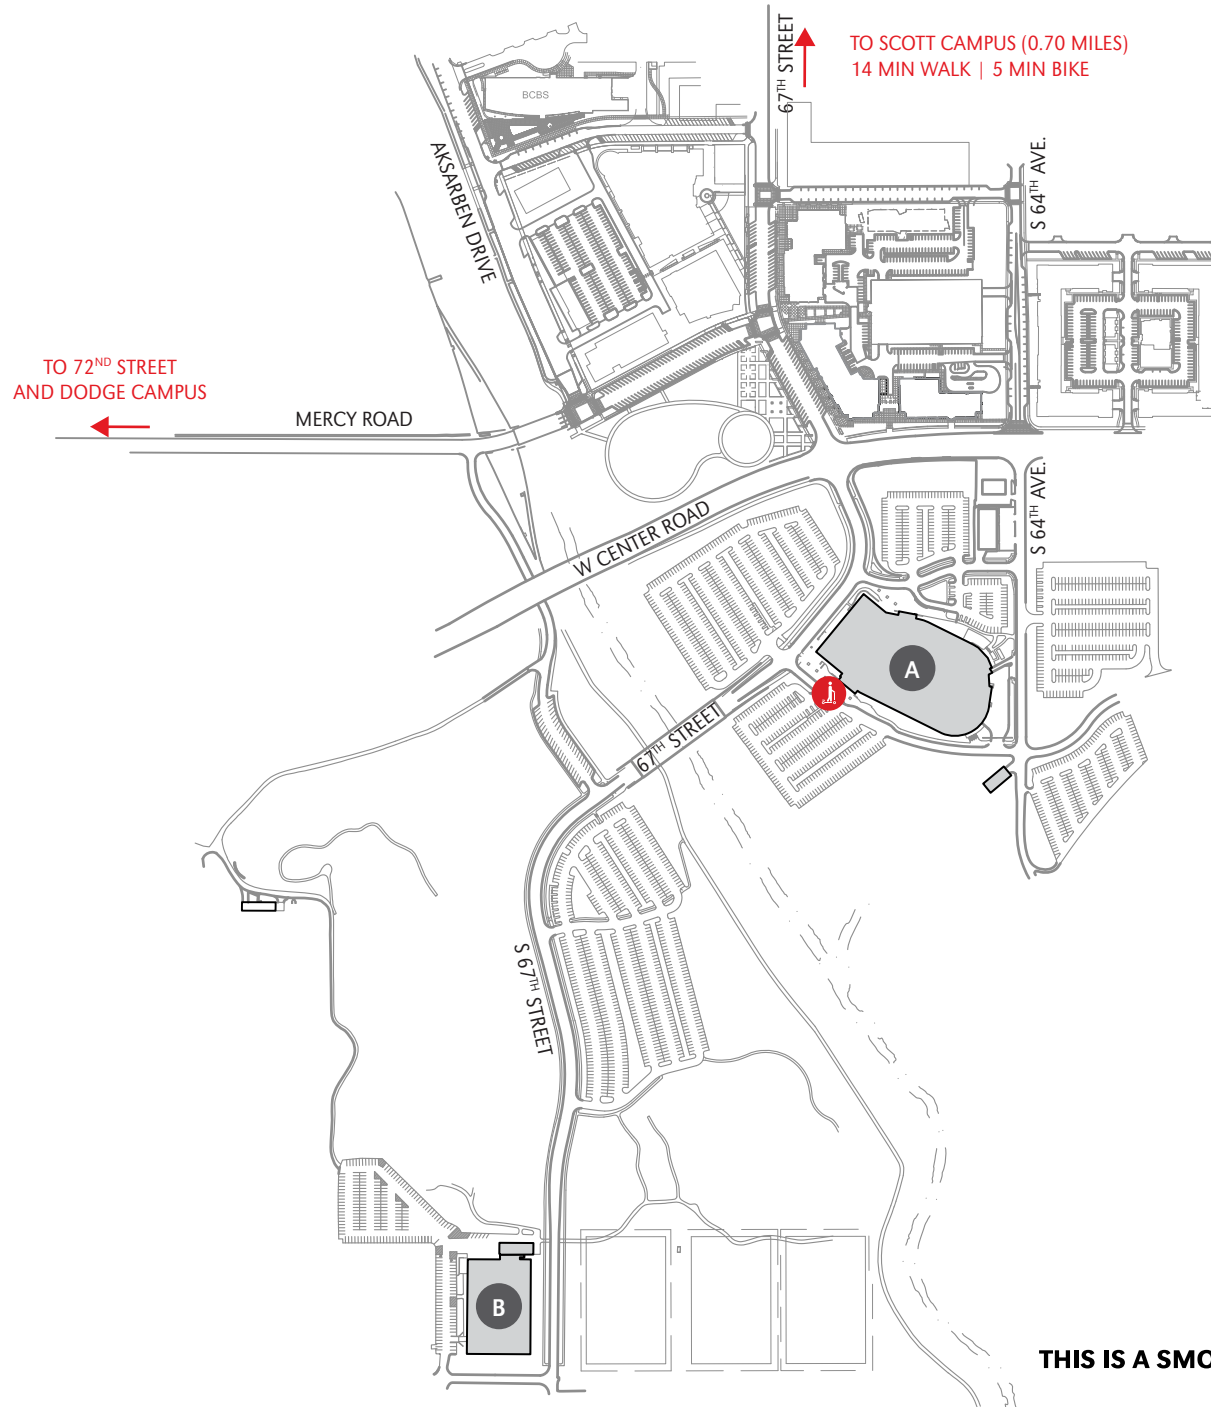 67TH STREET
TO SCOTT CAMPUS (0.70 MILES)
14 MIN WALK | 5 MIN BIKE
BCBS
AKSARBEN DRIVE
S 64TH AVE.
TO 72ND STREET
AND DODGE CAMPUS
MERCY ROAD
S 64TH AVE.
W CENTER ROAD
A
67TH STREET
S 67TH STREET
B
THIS IS A SMO